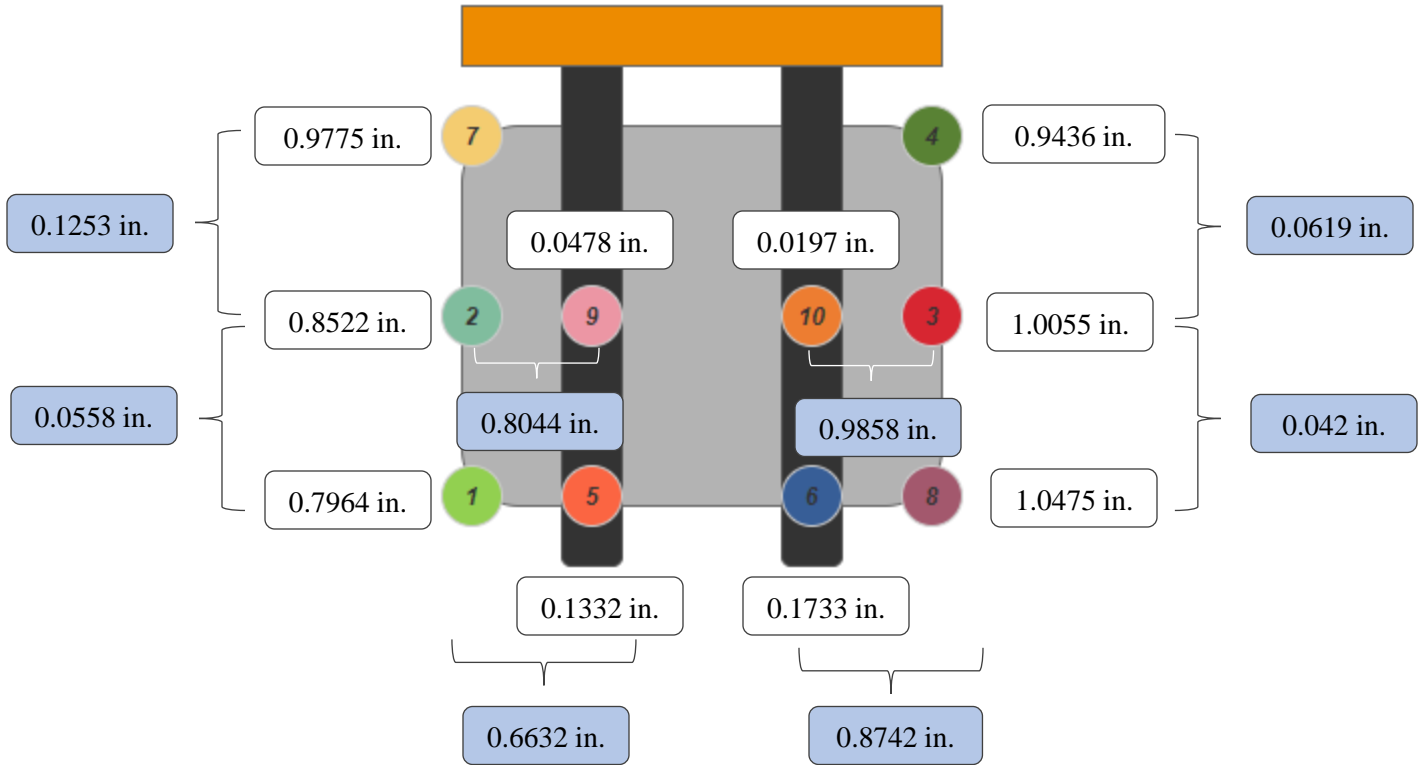 0.9775 in.
7
4
0.9436 in.
0.1253 in.
0.0478 in.
0.0197 in.
0.0619 in.
0.8522 in.
2
9
10
3
1.0055 in.
0.0558 in.
0.8044 in.
0.9858 in.
0.042 in.
0.7964 in.
1
5
6
8
1.0475 in.
0.1332 in.
0.1733 in.
0.6632 in.
0.8742 in.